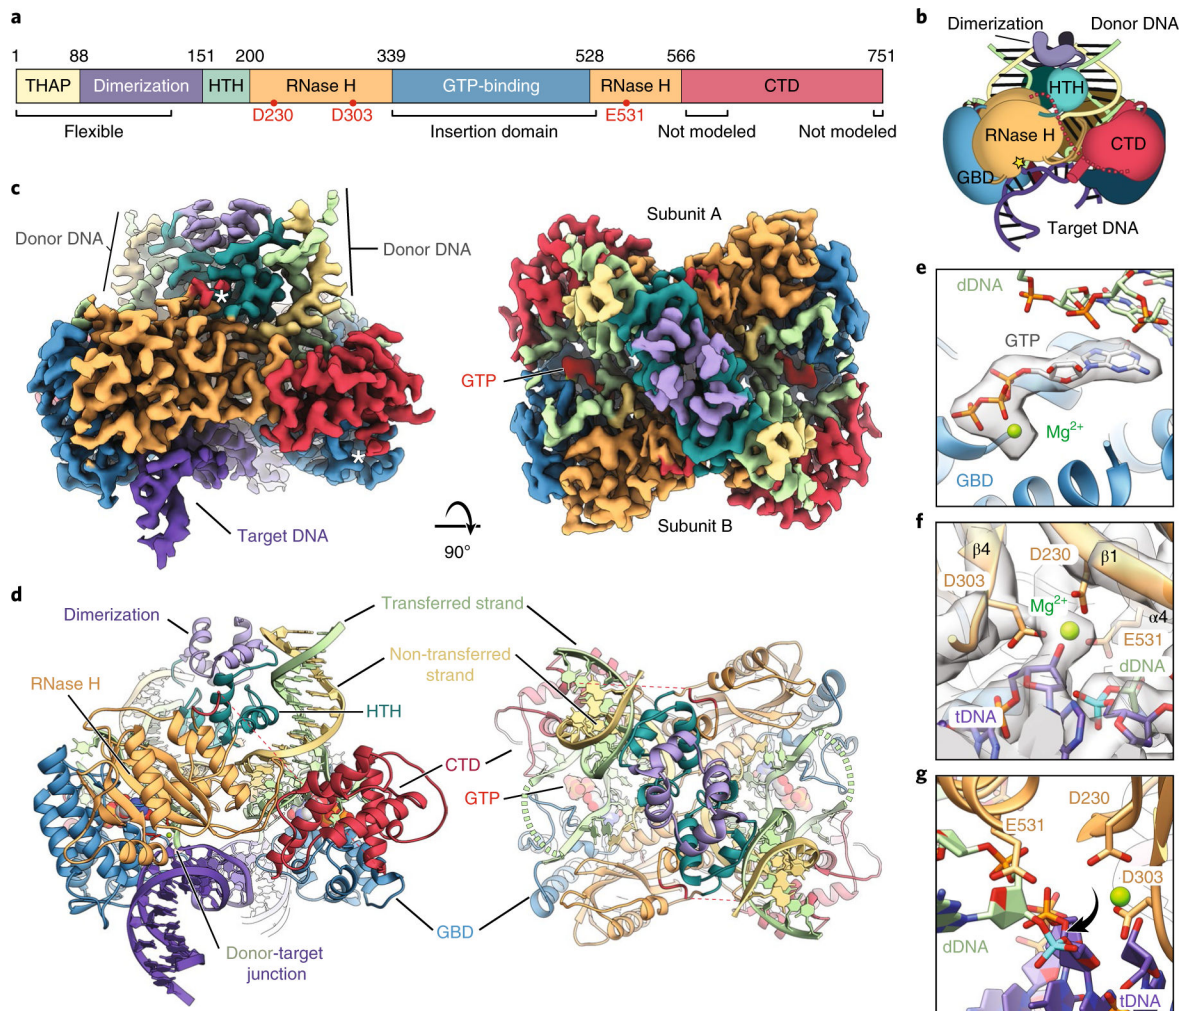 a
1 88 151 200 339 528 566 751
THAP Dimerization HTH RNase H GTP-binding RNase H CTD
D230 D303 E531
Flexible Insertion domain Not modeled Not modeled
b
Dimerization Donor DNA
HTH
RNase H
CTD
GBD
Target DNA
c
Donor DNA
*
Donor DNA
*
Target DNA
90°
Subunit A
GTP
Subunit B
d
Dimerization
RNase H
HTH
Transferred strand
Non-transferred
strand
CTD
GTP
GBD
Donor-target
junction
e
dDNA
GTP
Mg2+
GBD
f
β4
D230
β1
D303
Mg2+
α4
E531
dDNA
tDNA
g
D230
E531
D303
dDNA
tDNA